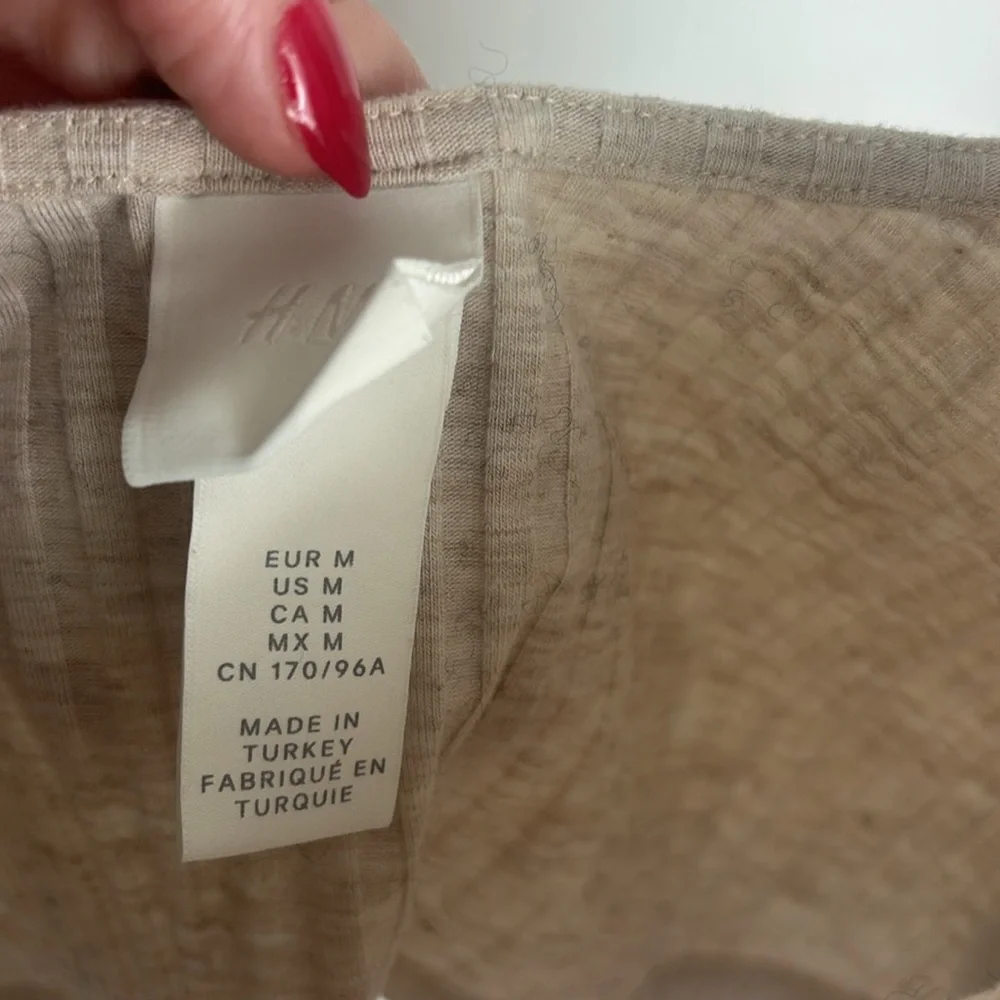 H&M
EUR M
US M
CA M
MX M
CN 170/96A
MADE IN
TURKEY
FABRIQUÉ EN
TURQUIE